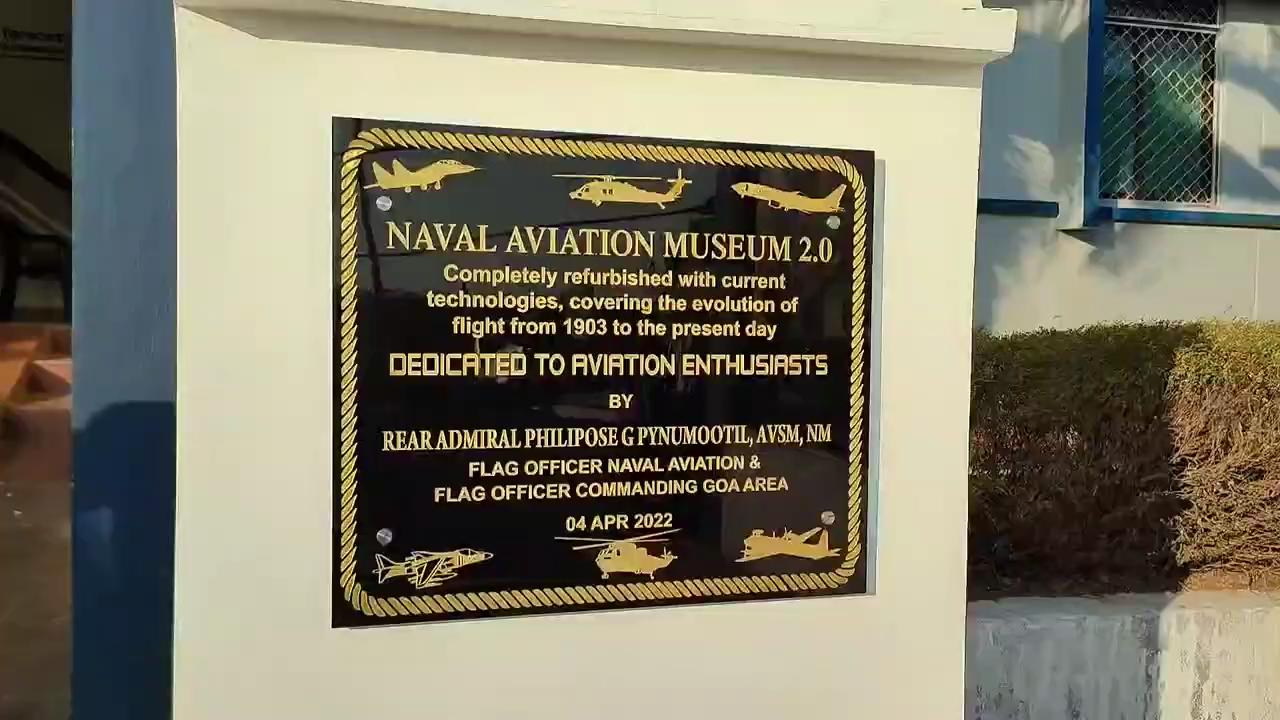 NAVAL AVIATION MUSEUM 2.0
Completely refurbished with current
technologies, covering the evolution of
flight from 1903 to the present day
DEDICATED TO AVIATION ENTHUSIASTS
BY
REAR ADMIRAL PHILIPOSE G PYNUMOOTIL, AVSM, NM
FLAG OFFICER NAVAL AVIATION &
FLAG OFFICER COMMANDING GOA AREA
04 APR 2022